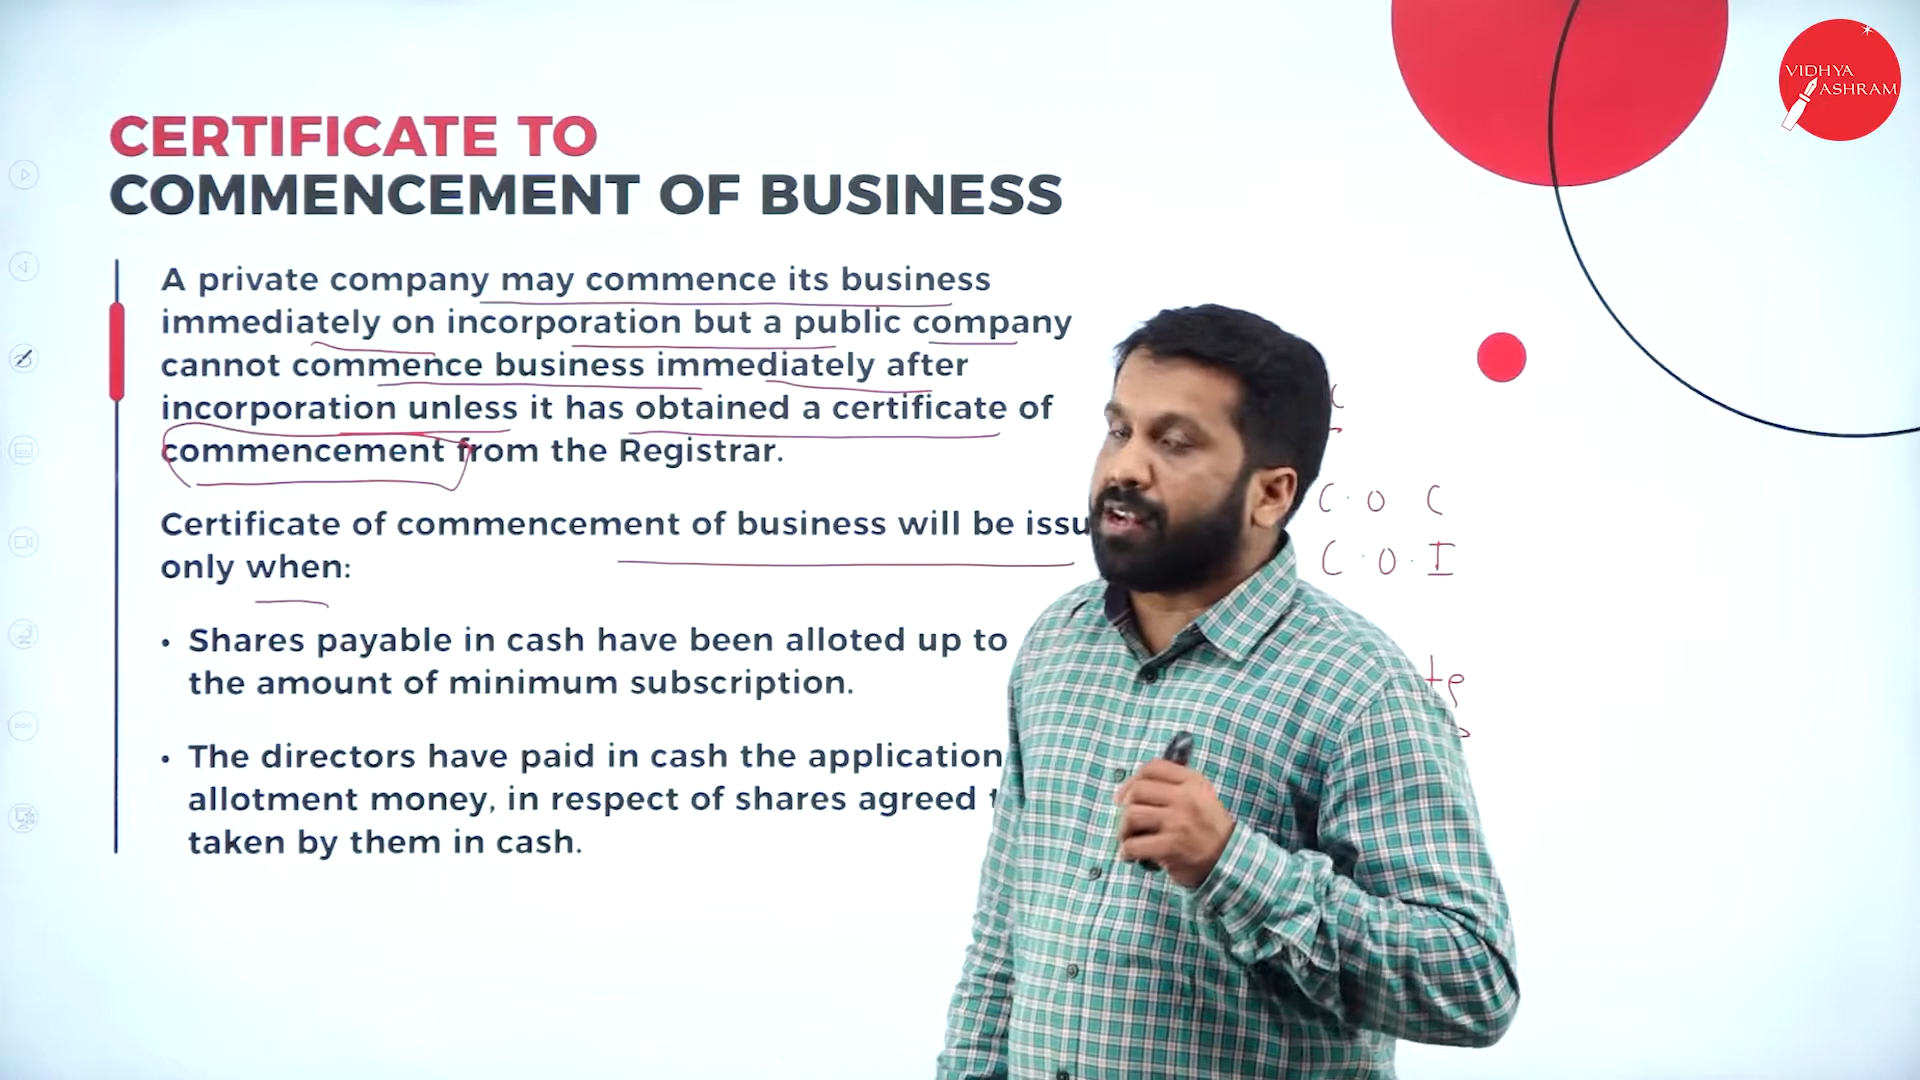 VIDHYA
ASHRAM
CERTIFICATE TO
COMMENCEMENT OF BUSINESS
A private company may commence its business
immediately on incorporation but a public company
cannot commence business immediately after
incorporation unless it has obtained a certificate of
commencement from the Registrar.
Certificate of commencement of business will be
only when:
• Shares payable in cash have been alloted up to
the amount of minimum subscription.
• The directors have paid in cash the application
allotment money, in respect of shares agreed
taken by them in cash.
C·O C
C·O·I